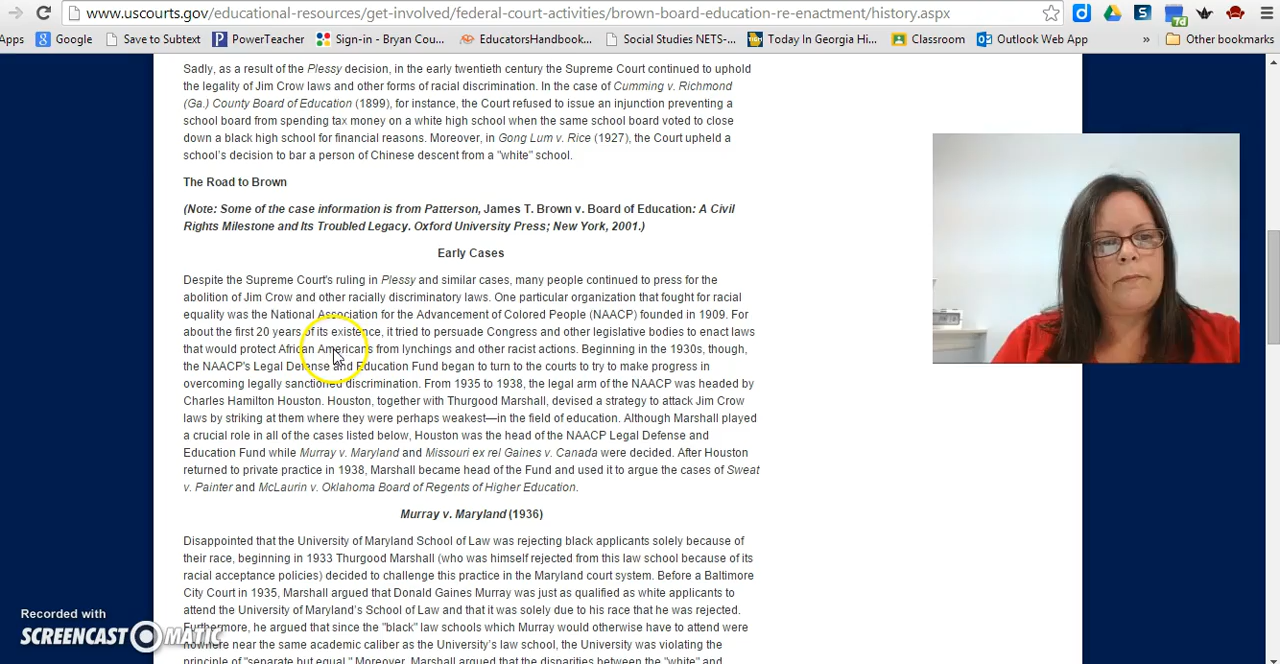 www.uscourts.gov/educational-resources/get-involved/federal-court-activities/brown-board-education-re-enactment/history.aspx
7d
Apps Google Save to Subtext PowerTeacher Sign-in - Bryan Cou... EducatorsHandbook... Social Studies NETS-... Today In Georgia Hi... Classroom Outlook Web App » Other bookmarks
Sadly, as a result of the Plessy decision, in the early twentieth century the Supreme Court continued to uphold
the legality of Jim Crow laws and other forms of racial discrimination. In the case of Cumming v. Richmond
(Ga.) County Board of Education (1899), for instance, the Court refused to issue an injunction preventing a
school board from spending tax money on a white high school when the same school board voted to close
down a black high school for financial reasons. Moreover, in Gong Lum v. Rice (1927), the Court upheld a
school's decision to bar a person of Chinese descent from a "white" school.
The Road to Brown
(Note: Some of the case information is from Patterson, James T. Brown v. Board of Education: A Civil
Rights Milestone and Its Troubled Legacy. Oxford University Press; New York, 2001.)
Early Cases
Despite the Supreme Court's ruling in Plessy and similar cases, many people continued to press for the
abolition of Jim Crow and other racially discriminatory laws. One particular organization that fought for racial
equality was the National Association for the Advancement of Colored People (NAACP) founded in 1909. For
about the first 20 years of its existence, it tried to persuade Congress and other legislative bodies to enact laws
that would protect African Americans from lynchings and other racist actions. Beginning in the 1930s, though,
the NAACP's Legal Defense and Education Fund began to turn to the courts to try to make progress in
overcoming legally sanctioned discrimination. From 1935 to 1938, the legal arm of the NAACP was headed by
Charles Hamilton Houston. Houston, together with Thurgood Marshall, devised a strategy to attack Jim Crow
laws by striking at them where they were perhaps weakest—in the field of education. Although Marshall played
a crucial role in all of the cases listed below, Houston was the head of the NAACP Legal Defense and
Education Fund while Murray v. Maryland and Missouri ex rel Gaines v. Canada were decided. After Houston
returned to private practice in 1938, Marshall became head of the Fund and used it to argue the cases of Sweat
v. Painter and McLaurin v. Oklahoma Board of Regents of Higher Education.
Murray v. Maryland (1936)
Disappointed that the University of Maryland School of Law was rejecting black applicants solely because of
their race, beginning in 1933 Thurgood Marshall (who was himself rejected from this law school because of its
racial acceptance policies) decided to challenge this practice in the Maryland court system. Before a Baltimore
City Court in 1935, Marshall argued that Donald Gaines Murray was just as qualified as white applicants to
attend the University of Maryland's School of Law and that it was solely due to his race that he was rejected.
Furthermore, he argued that since the "black" law schools which Murray would otherwise have to attend were
nowhere near the same academic caliber as the University's law school, the University was violating the
principle of "separate but equal." Moreover, Marshall argued that the disparities between the "white" and
Recorded with
SCREENCAST MATIC